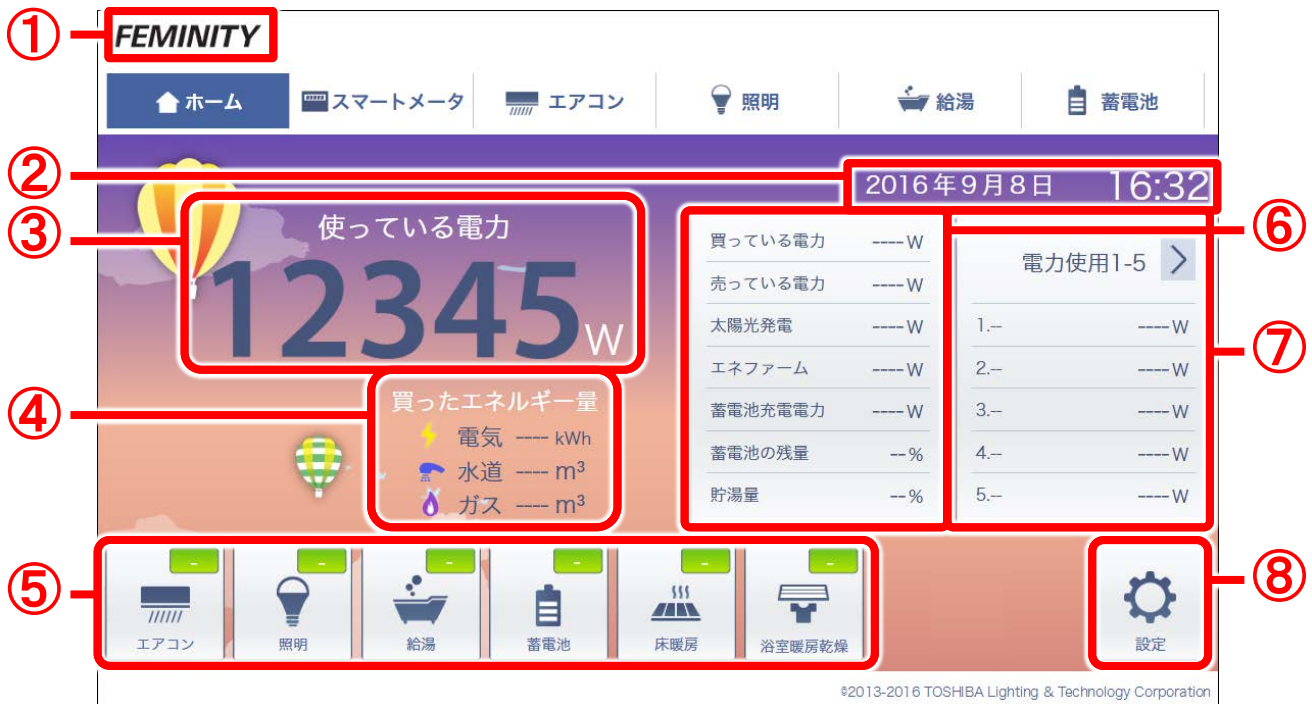 ①
FEMINITY
ホーム スマートメータ エアコン 照明 給湯 蓄電池
②
2016年9月8日 16:32
③
使っている電力
12345W
④
買ったエネルギー量
電気 ---- kWh
水道 ---- m³
ガス ---- m³
⑥
買っている電力 ----W
売っている電力 ----W
太陽光発電 ----W
エネファーム ----W
蓄電池充電電力 ----W
蓄電池の残量 --%
貯湯量 --%
⑦
電力使用1-5 >
1.-- ----W
2.-- ----W
3.-- ----W
4.-- ----W
5.-- ----W
⑤
- - - - - -
エアコン 照明 給湯 蓄電池 床暖房 浴室暖房乾燥
⑧
設定
©2013-2016 TOSHIBA Lighting & Technology Corporation